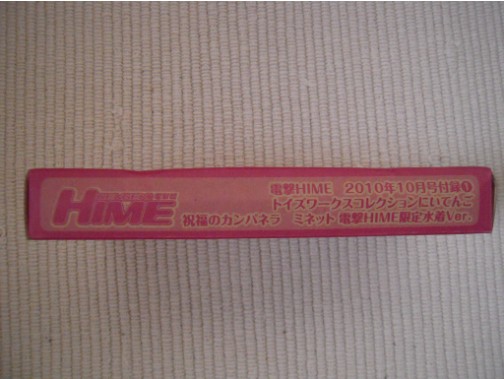 HIME
電撃HIME 2010年10月号付録❶
トイズワークスコレクションにいてんご
祝福のカンパネラ ミネット 電撃HIME限定水着Ver.